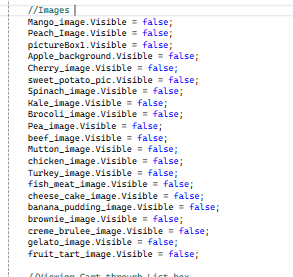 //Images
Mango_image.Visible = false;
Peach_Image.Visible = false;
pictureBox1.Visible = false;
Apple_background.Visible = false;
Cherry_image.Visible = false;
sweet_potato_pic.Visible = false;
Spinach_image.Visible = false;
Kale_image.Visible = false;
Brocoli_image.Visible = false;
Pea_image.Visible = false;
beef_image.Visible = false;
Mutton_image.Visible = false;
chicken_image.Visible = false;
Turkey_image.Visible = false;
fish_meat_image.Visible = false;
cheese_cake_image.Visible = false;
banana_pudding_image.Visible = false;
brownie_image.Visible = false;
creme_brulee_image.Visible = false;
gelato_image.Visible = false;
fruit_tart_image.Visible = false;
//Viewing Cart through List box